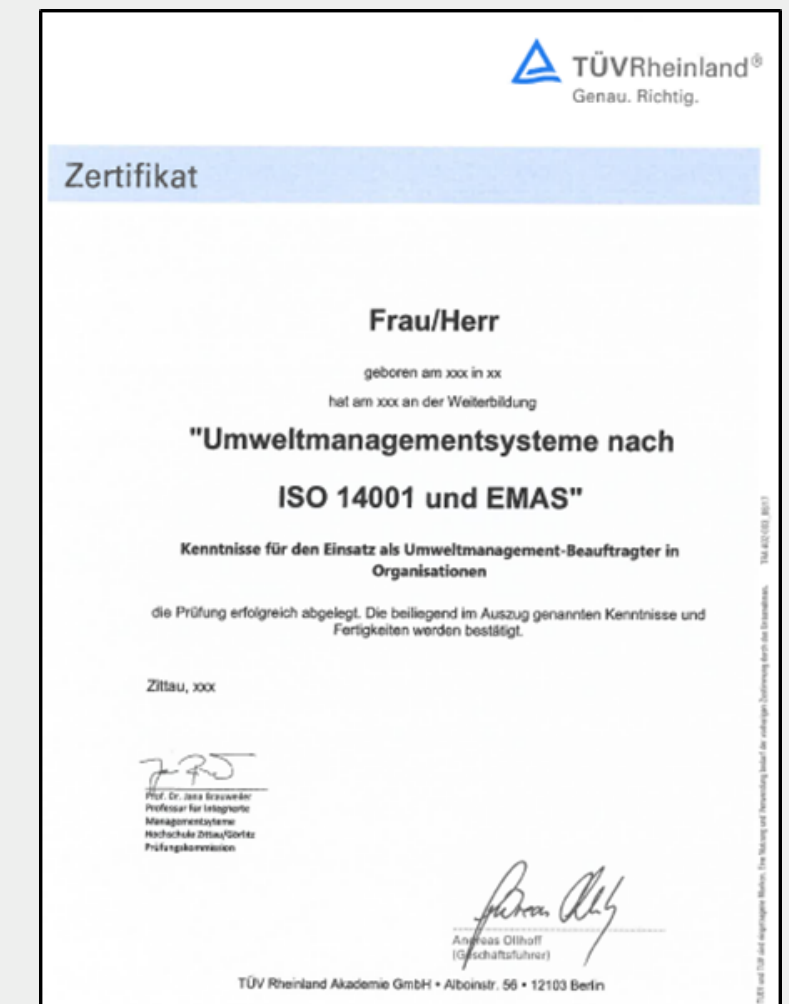 TÜVRheinland®
Genau. Richtig.
Zertifikat
Frau/Herr
geboren am xxx in xx
hat am xxx an der Weiterbildung
"Umweltmanagementsysteme nach
ISO 14001 und EMAS"
Kenntnisse für den Einsatz als Umweltmanagement-Beauftragter in
Organisationen
die Prüfung erfolgreich abgelegt. Die beiliegend im Auszug genannten Kenntnisse und
Fertigkeiten werden bestätigt.
Zittau, xxx
Prof. Dr. Jana Brauweiler
Professur für Integrierte
Managementsysteme
Hochschule Zittau/Görlitz
Prüfungskommission
Andreas Ollhoff
(Geschäftsführer)
TÜV Rheinland Akademie GmbH • Alboinstr. 56 • 12103 Berlin